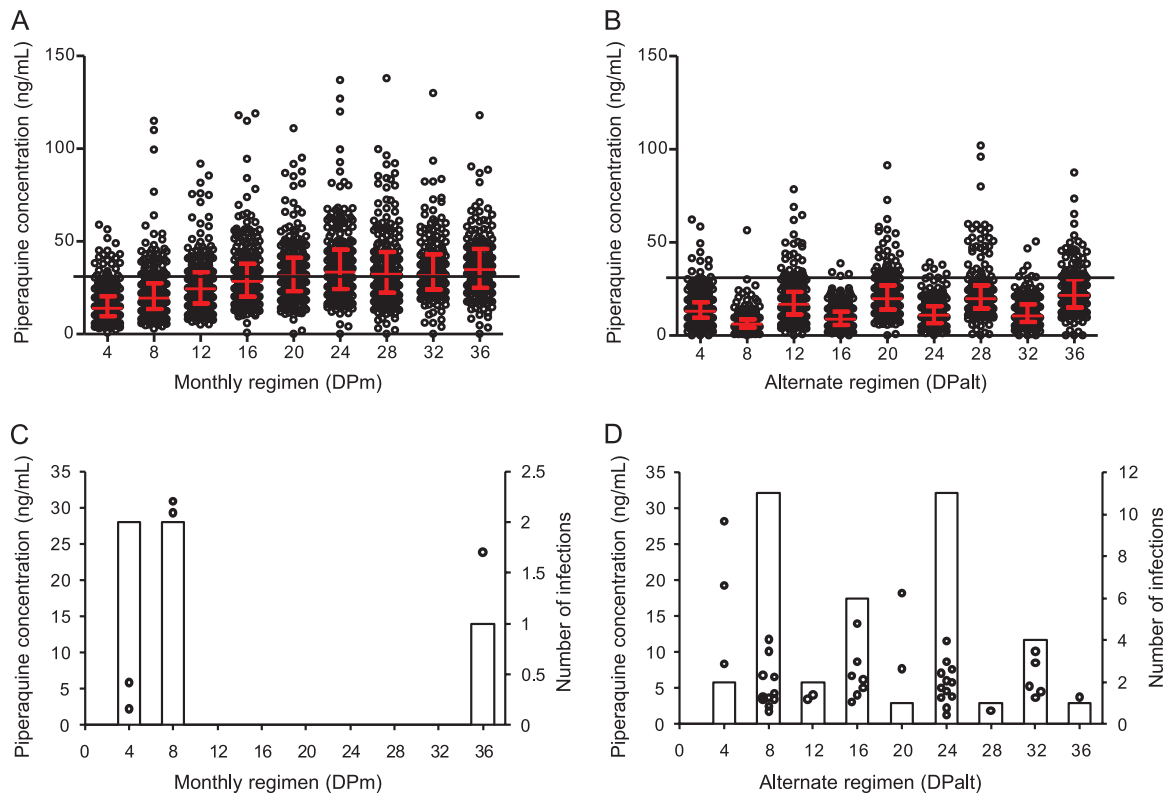 A
Piperaquine concentration (ng/mL)
150
100
50
0
4 8 12 16 20 24 28 32 36
Monthly regimen (DPm)
B
Piperaquine concentration (ng/mL)
150
100
50
0
4 8 12 16 20 24 28 32 36
Alternate regimen (DPalt)
C
Piperaquine concentration (ng/mL)
35
30
25
20
15
10
5
0
2.5
2
1.5
1
0.5
0
Number of infections
0 4 8 12 16 20 24 28 32 36
Monthly regimen (DPm)
D
Piperaquine concentration (ng/mL)
35
30
25
20
15
10
5
0
12
10
8
6
4
2
0
Number of infections
0 4 8 12 16 20 24 28 32 36
Alternate regimen (DPalt)